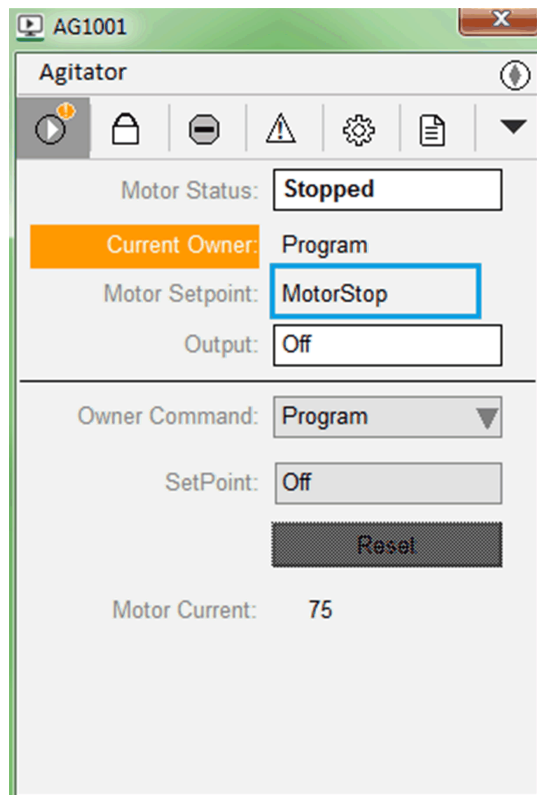 AG1001
Agitator
Motor Status: Stopped
Current Owner: Program
Motor Setpoint: MotorStop
Output: Off
Owner Command: Program
SetPoint: Off
Reset
Motor Current: 75